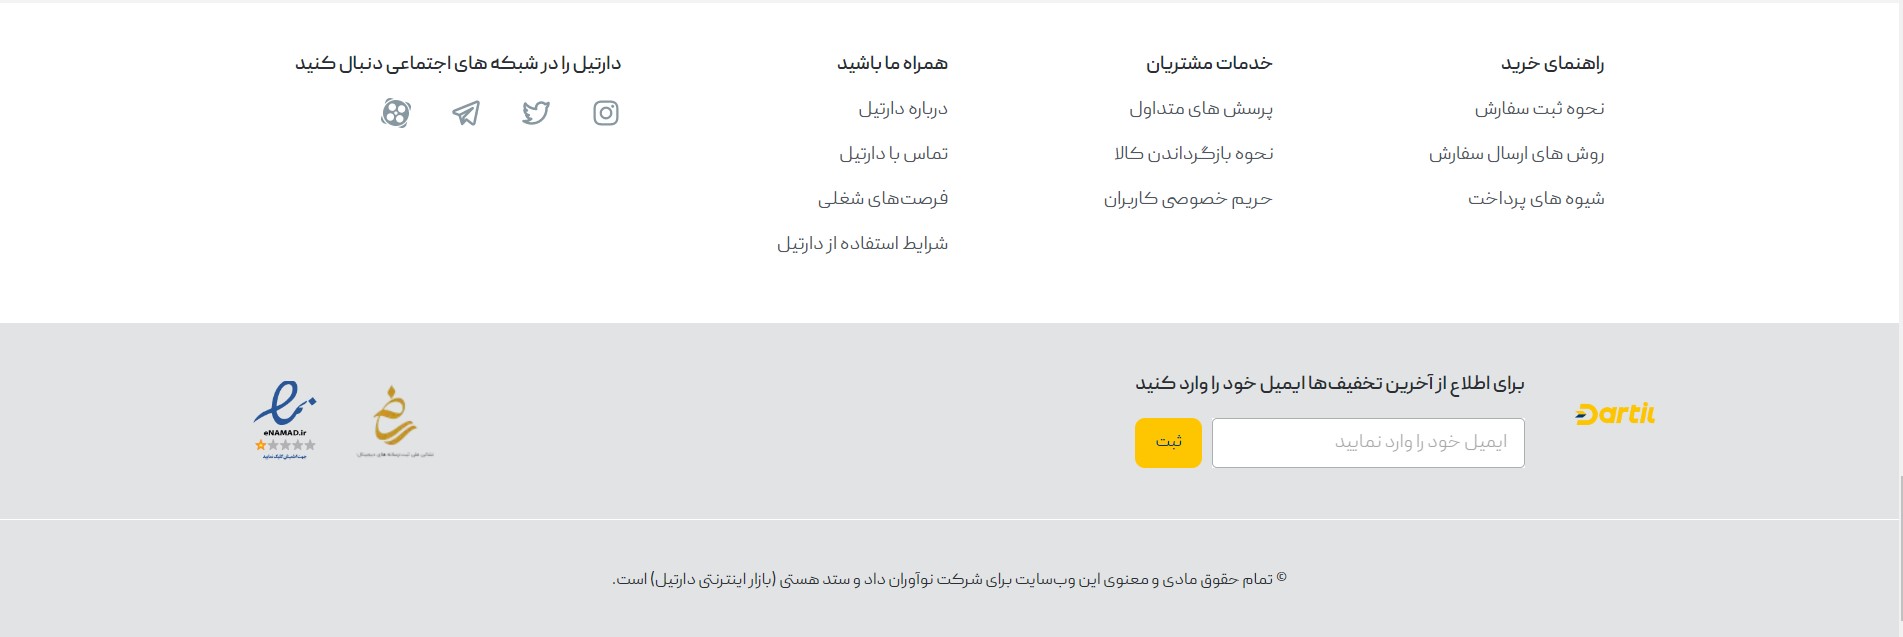 راهنمای خرید
نحوه ثبت سفارش
روش های ارسال سفارش
شیوه های پرداخت
خدمات مشتریان
پرسش های متداول
نحوه بازگرداندن کالا
حریم خصوصی کاربران
همراه ما باشید
درباره دارتیل
تماس با دارتیل
فرصت‌های شغلی
شرایط استفاده از دارتیل
دارتیل را در شبکه های اجتماعی دنبال کنید
Dartil
برای اطلاع از آخرین تخفیف‌ها ایمیل خود را وارد کنید
ایمیل خود را وارد نمایید
ثبت
eNAMAD.ir
© تمام حقوق مادی و معنوی این وب‌سایت برای شرکت نوآوران داد و ستد هستی (بازار اینترنتی دارتیل) است.